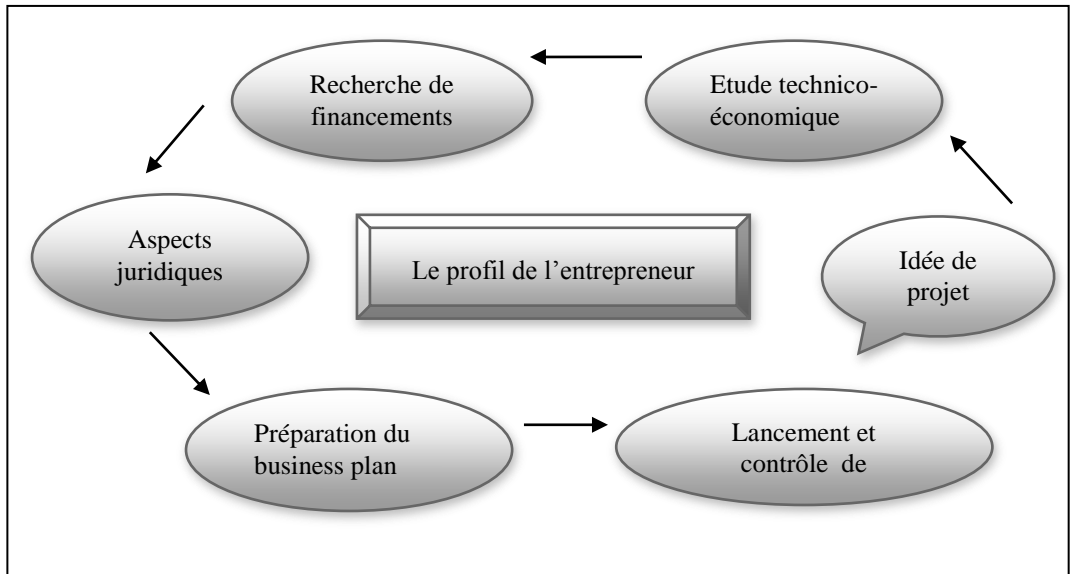 Recherche de
financements
Etude technico-
économique
Aspects
juridiques
Le profil de l’entrepreneur
Idée de
projet
Préparation du
business plan
Lancement et
contrôle de